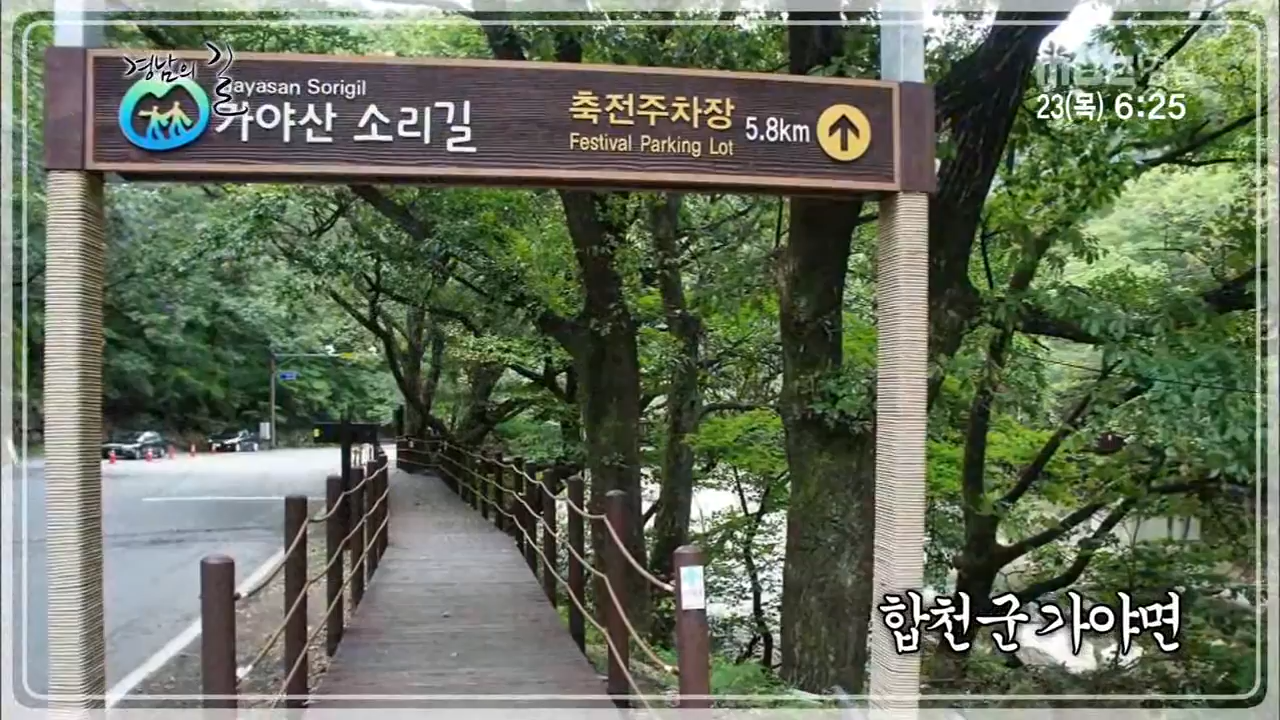 경남의 길
Gayasan Sorigil
가야산 소리길
축전주차장
Festival Parking Lot
5.8km
23(목) 6:25
합천군 가야면